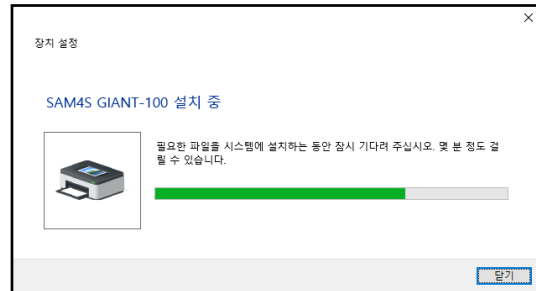 장치 설정
SAM4S GIANT-100 설치 중
필요한 파일을 시스템에 설치하는 동안 잠시 기다려 주십시오. 몇 분 정도 걸
릴 수 있습니다.
닫기